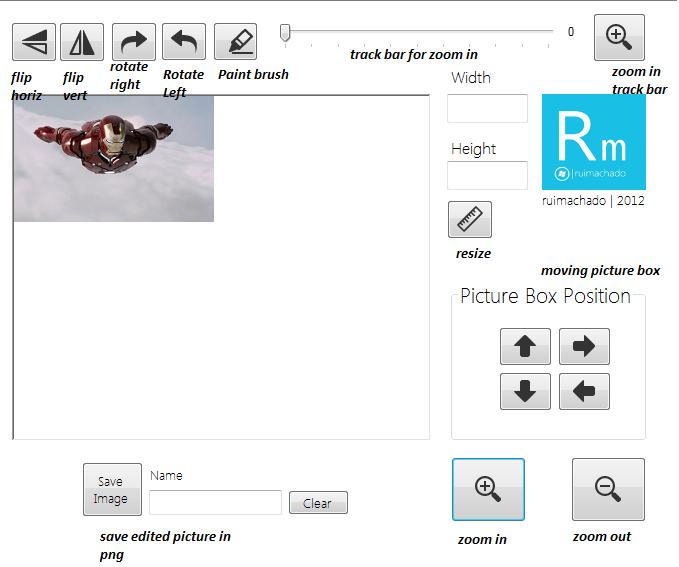 0
track bar for zoom in
flip
horiz
flip
vert
rotate
right
Rotate
Left
Paint brush
zoom in
track bar
Width
Height
Rm
|ruimachado
ruimachado | 2012
resize
moving picture box
Picture Box Position
Save
Image
Name
Clear
save edited picture in
png
zoom in
zoom out